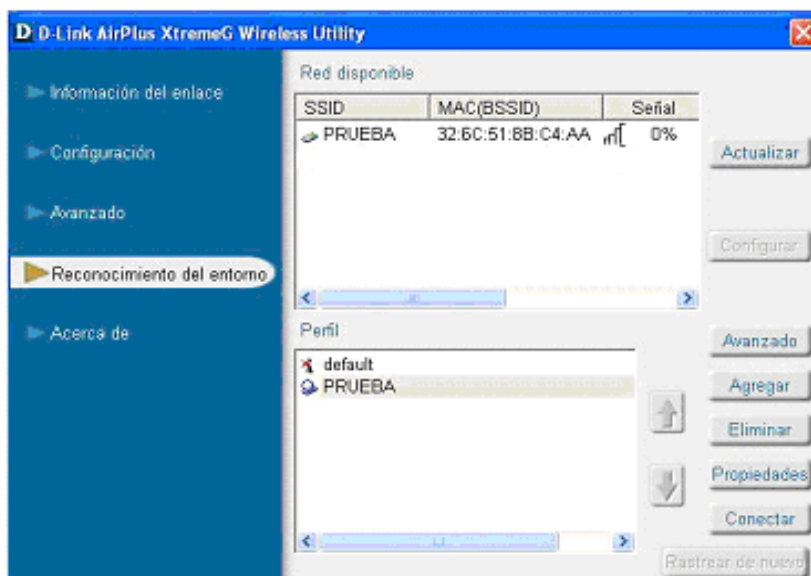 D D-Link AirPlus XtremeG Wireless Utility
Información del enlace
Configuración
Avanzado
Reconocimiento del entorno
Acerca de
Red disponible
SSID MAC(BSSID) Señal
PRUEBA 32:6C:51:8B:C4:AA 0%
Actualizar
Configurar
Perfil
default
PRUEBA
Avanzado
Agregar
Eliminar
Propiedades
Conectar
Rastrear de nuevo